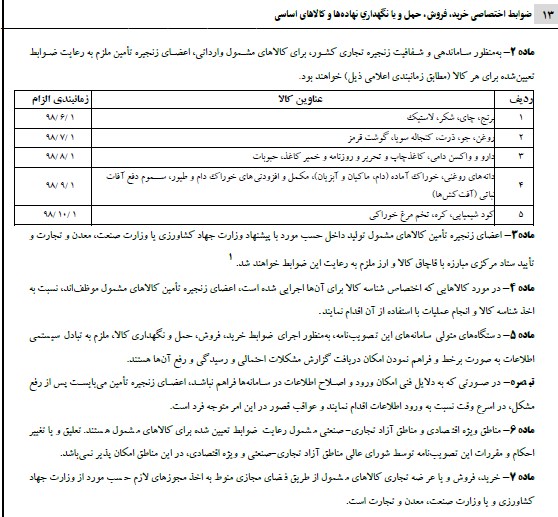 ضوابط اختصاصی خرید، فروش، حمل و یا نگهداری نهاده‌ها و کالاهای اساسی ۱۳
ماده ۲– به‌منظور ساماندهی و شفافیت زنجیره تجاری کشور، برای کالاهای مشمول وارداتی، اعضای زنجیره تأمین ملزم به رعایت ضوابط
تعیین‌شده برای هر کالا (مطابق زمانبندی اعلامی ذیل) خواهند بود.
ردیف عناوین کالا زمانبندی الزام
۱ برنج، چای، شکر، لاستیک ۹۸/۶/۱
۲ روغن، جو، ذرت، کنجاله سویا، گوشت قرمز ۹۸/۷/۱
۳ دارو و واکسن دامی، کاغذچاپ و تحریر و روزنامه و خمیر کاغذ، حبوبات ۹۸/۸/۱
۴ دانه‌های روغنی، خوراک آماده (دام، ماکیان و آبزیان)، مکمل و افزودنی‌های خوراک دام و طیور، سموم دفع آفات
نباتی (آفت‌کش‌ها) ۹۸/۹/۱
۵ کود شیمیایی، کره، تخم مرغ خوراکی ۹۸/۱۰/۱
ماده۳– اعضای زنجیره تأمین کالاهای مشمول تولید داخل حسب مورد با پیشنهاد وزارت جهاد کشاورزی یا وزارت صنعت، معدن و تجارت و
تأیید ستاد مرکزی مبارزه با قاچاق کالا و ارز ملزم به رعایت این ضوابط خواهند شد. ۱
ماده ۴– در مورد کالاهایی که اختصاص شناسه کالا برای آن‌ها اجرایی شده است، اعضای زنجیره تأمین کالاهای مشمول موظف‌اند، نسبت به
اخذ شناسه کالا و انجام عملیات با استفاده از آن اقدام نمایند.
ماده ۵– دستگاه‌های متولی سامانه‌های این تصویب‌نامه، به‌منظور اجرای ضوابط خرید، فروش، حمل و نگهداری کالا، ملزم به تبادل سیستمی
اطلاعات به صورت برخط و فراهم نمودن امکان دریافت گزارش مشکلات احتمالی و رسیدگی و رفع آن‌ها هستند.
تبصره– در صورتی که به دلایل فنی امکان ورود و اصلاح اطلاعات در سامانه‌ها فراهم نباشد، اعضای زنجیره تأمین می‌بایست پس از رفع
مشکل، در اسرع وقت نسبت به ورود اطلاعات اقدام نمایند و عواقب قصور در این امر متوجه فرد است.
ماده ۶– مناطق ویژه اقتصادی و مناطق آزاد تجاری–صنعتی مشمول رعایت ضوابط تعیین شده برای کالاهای مشمول هستند. تعلیق و یا تغییر
احکام و مقررات این تصویب‌نامه توسط شورای عالی مناطق آزاد تجاری–صنعتی و ویژه اقتصادی، در این مناطق امکان پذیر نمی‌باشد.
ماده ۷– خرید، فروش و یا عرضه تجاری کالاهای مشمول از طریق فضای مجازی منوط به اخذ مجوزهای لازم حسب مورد از وزارت جهاد
کشاورزی و یا وزارت صنعت، معدن و تجارت است.